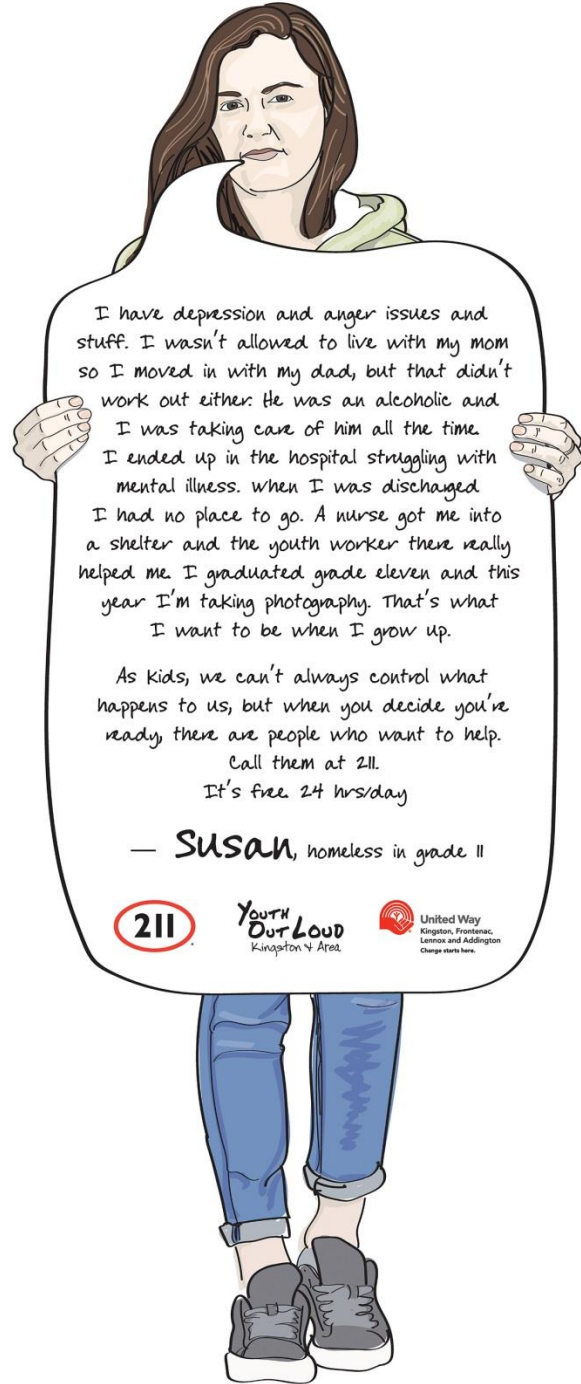 I have depression and anger issues and
stuff. I wasn't allowed to live with my mom
so I moved in with my dad, but that didn't
work out either. He was an alcoholic and
I was taking care of him all the time.
I ended up in the hospital struggling with
mental illness. When I was discharged
I had no place to go. A nurse got me into
a shelter and the youth worker there really
helped me. I graduated grade eleven and this
year I'm taking photography. That's what
I want to be when I grow up.
As kids, we can't always control what
happens to us, but when you decide you're
ready, there are people who want to help.
Call them at 211.
It's free. 24 hrs/day
— Susan, homeless in grade 11
211
YOUTH
OUT LOUD
Kingston & Area
United Way
Kingston, Frontenac,
Lennox and Addington
Change starts here.